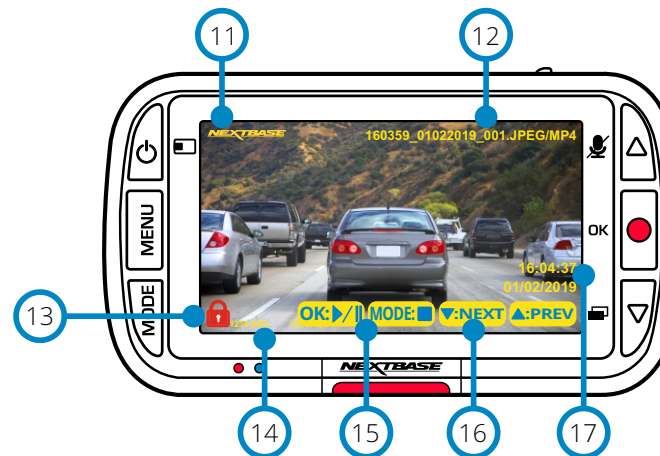 11
12
NEXTBASE
160359_01022019_001.JPEG/MP4
MENU
OK
16:04:37
01/02/2019
13
MODE
OK: / MODE: :NEXT :PREV
NEXTBASE
14
15
16
17